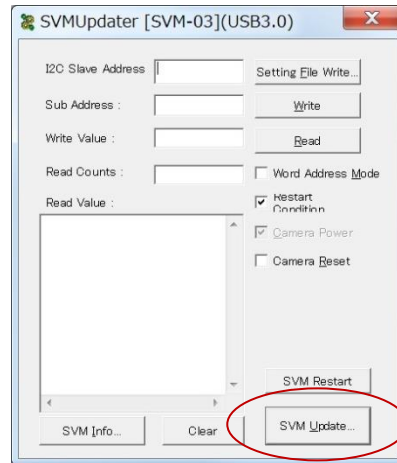 SVMUpdater [SVM-03](USB3.0)
I2C Slave Address
Setting File Write...
Sub Address :
Write
Write Value :
Read
Read Counts :
Word Address Mode
Read Value :
Restart
Condition
Camera Power
Camera Reset
SVM Restart
SVM Info...
Clear
SVM Update...